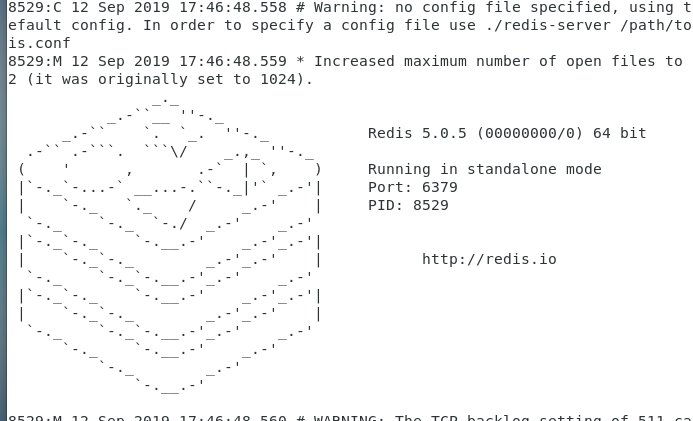 8529:C 12 Sep 2019 17:46:48.558 # Warning: no config file specified, using t
efault config. In order to specify a config file use ./redis-server /path/to
is.conf
8529:M 12 Sep 2019 17:46:48.559 * Increased maximum number of open files to
2 (it was originally set to 1024).
Redis 5.0.5 (00000000/0) 64 bit
Running in standalone mode
Port: 6379
PID: 8529
http://redis.io
8529:M 12 Sep 2019 17:46:48.560 # WARNING: The TCP backlog setting of 511 ca